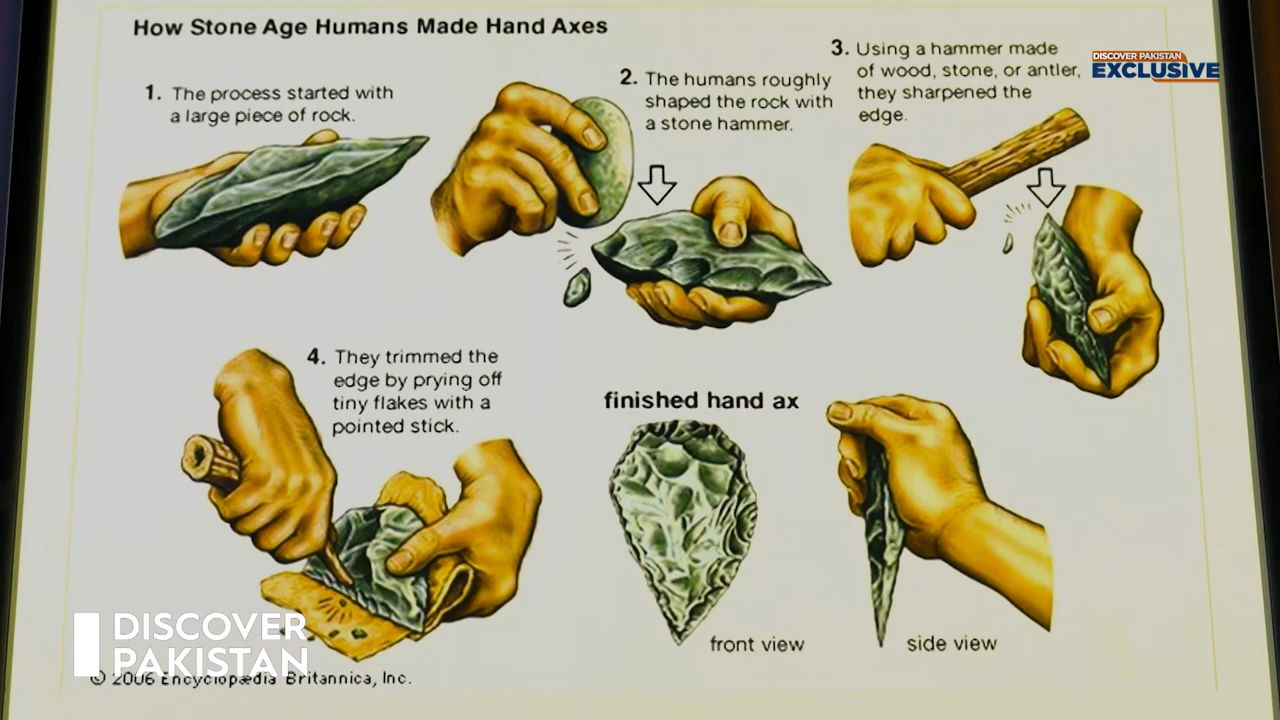 How Stone Age Humans Made Hand Axes
DISCOVER PAKISTAN
EXCLUSIVE
1. The process started with
a large piece of rock.
2. The humans roughly
shaped the rock with
a stone hammer.
3. Using a hammer made
of wood, stone, or antler,
they sharpened the
edge.
4. They trimmed the
edge by prying off
tiny flakes with a
pointed stick.
finished hand ax
front view
side view
DISCOVER
PAKISTAN
© 2006 Encyclopædia Britannica, Inc.